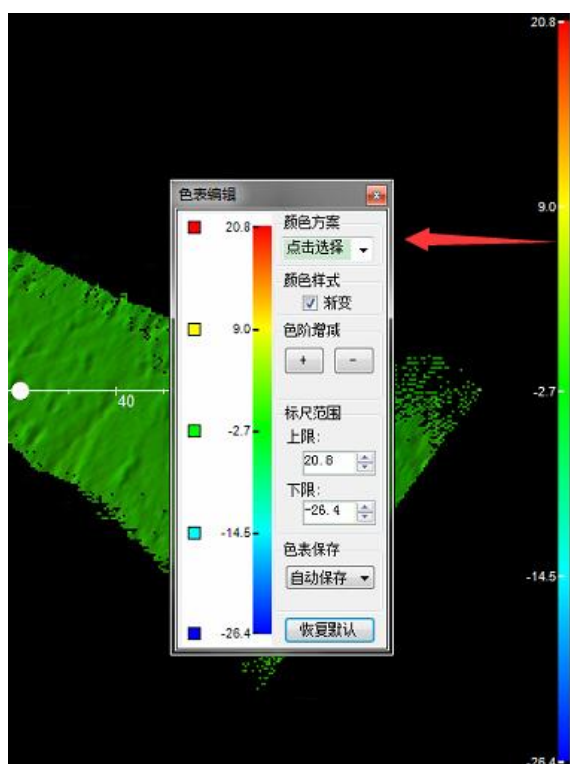 20.8
色表编辑
20.8
颜色方案
点击选择
9.0
颜色样式
渐变
9.0
色阶增减
+ -
40
-2.7
标尺范围
-2.7
上限:
20.8
下限:
-26.4
-14.5
色表保存
自动保存
-14.5
-26.4
恢复默认
-26.4